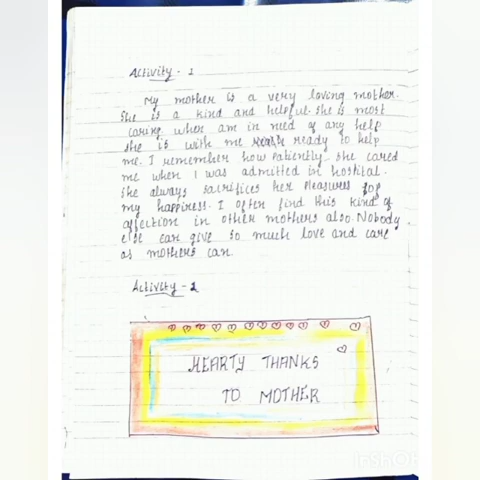 Activity - 1
My mother is a very loving mother.
She is a kind and helpful. She is most
caring when am in need of any help
she is with me ready to help
me. I remember how patiently she cared
me when I was admitted in hospital.
She always sacrifices her pleasures for
my happiness. I often find this kind of
affection in other mothers also. Nobody
else can give so much love and care
as mothers can.
Activity - 2
HEARTY THANKS
TO MOTHER